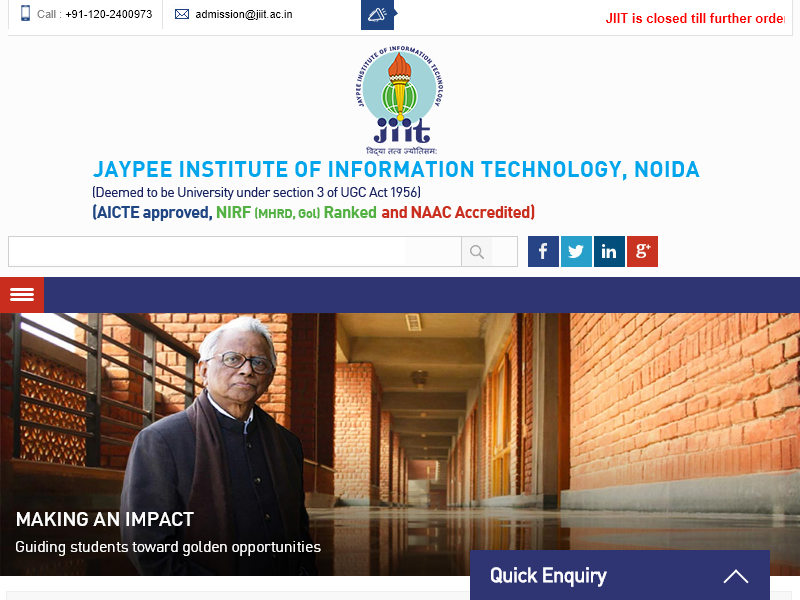 Call : +91-120-2400973
admission@jiit.ac.in
JIIT is closed till further order
JAYPEE INSTITUTE OF INFORMATION TECHNOLOGY
jiit
विद्या तत्व ज्योतिसम:
JAYPEE INSTITUTE OF INFORMATION TECHNOLOGY, NOIDA
(Deemed to be University under section 3 of UGC Act 1956)
(AICTE approved, NIRF (MHRD, GoI) Ranked and NAAC Accredited)
f
in
g+
MAKING AN IMPACT
Guiding students toward golden opportunities
Quick Enquiry